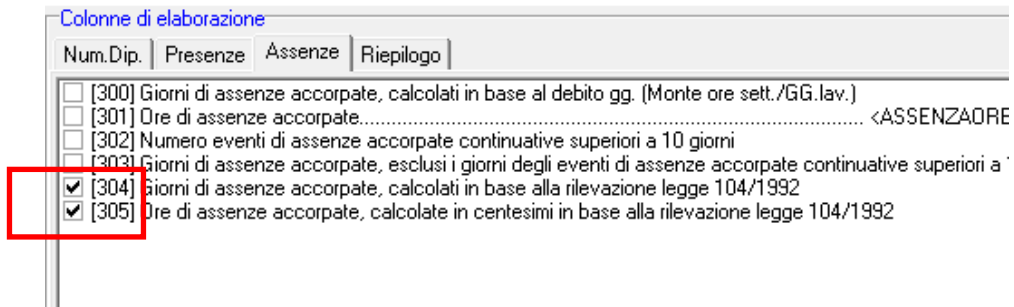 Colonne di elaborazione
Num.Dip. Presenze Assenze Riepilogo
[300] Giorni di assenze accorpate, calcolati in base al debito gg. (Monte ore sett./GG.lav.)
[301] Ore di assenze accorpate........................................................................................ <ASSENZAORE
[302] Numero eventi di assenze accorpate continuative superiori a 10 giorni
[303] Giorni di assenze accorpate, esclusi i giorni degli eventi di assenze accorpate continuative superiori a
[304] Giorni di assenze accorpate, calcolati in base alla rilevazione legge 104/1992
[305] Ore di assenze accorpate, calcolate in centesimi in base alla rilevazione legge 104/1992